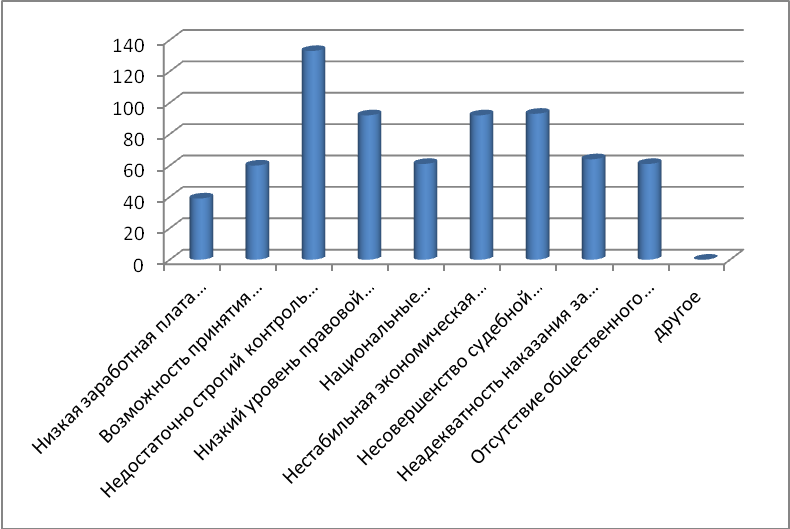 140
120
100
80
60
40
20
0
Низкая заработная плата...
Возможность принятия...
Недостаточно строгий контроль...
Низкий уровень правовой...
Национальные...
Нестабильная экономическая...
Несовершенство судебной...
Неадекватность наказания за...
Отсутствие общественного...
другое